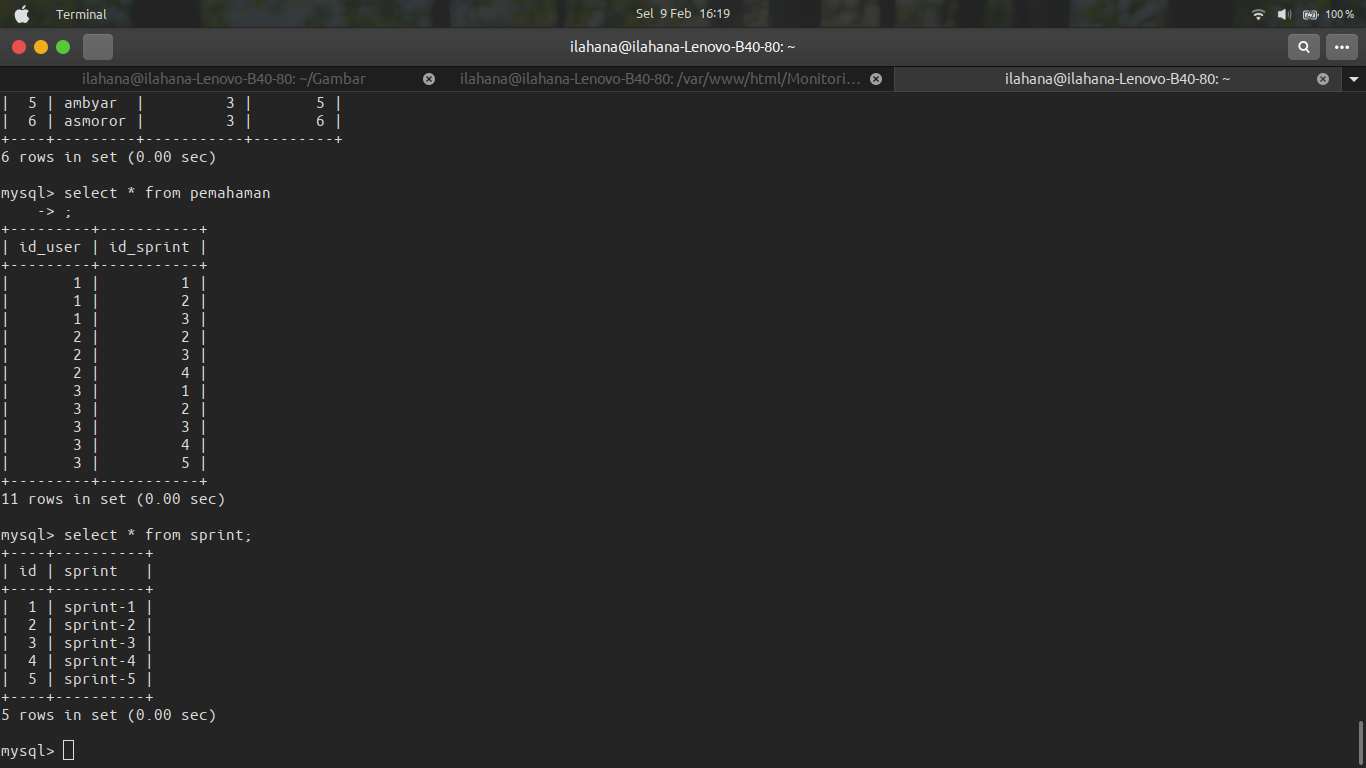 Terminal
Sel 9 Feb 16:19
100 %
ilahana@ilahana-Lenovo-B40-80: ~
ilahana@ilahana-Lenovo-B40-80: ~/Gambar
ilahana@ilahana-Lenovo-B40-80: /var/www/html/Monitori…
ilahana@ilahana-Lenovo-B40-80: ~
|  5 | ambyar  |         3 |       5 |
|  6 | asmoror |         3 |       6 |
+----+---------+-----------+---------+
6 rows in set (0.00 sec)
mysql> select * from pemahaman
    -> ;
+---------+-----------+
| id_user | id_sprint |
+---------+-----------+
|       1 |         1 |
|       1 |         2 |
|       1 |         3 |
|       2 |         2 |
|       2 |         3 |
|       2 |         4 |
|       3 |         1 |
|       3 |         2 |
|       3 |         3 |
|       3 |         4 |
|       3 |         5 |
+---------+-----------+
11 rows in set (0.00 sec)
mysql> select * from sprint;
+----+----------+
| id | sprint   |
+----+----------+
|  1 | sprint-1 |
|  2 | sprint-2 |
|  3 | sprint-3 |
|  4 | sprint-4 |
|  5 | sprint-5 |
+----+----------+
5 rows in set (0.00 sec)
mysql>